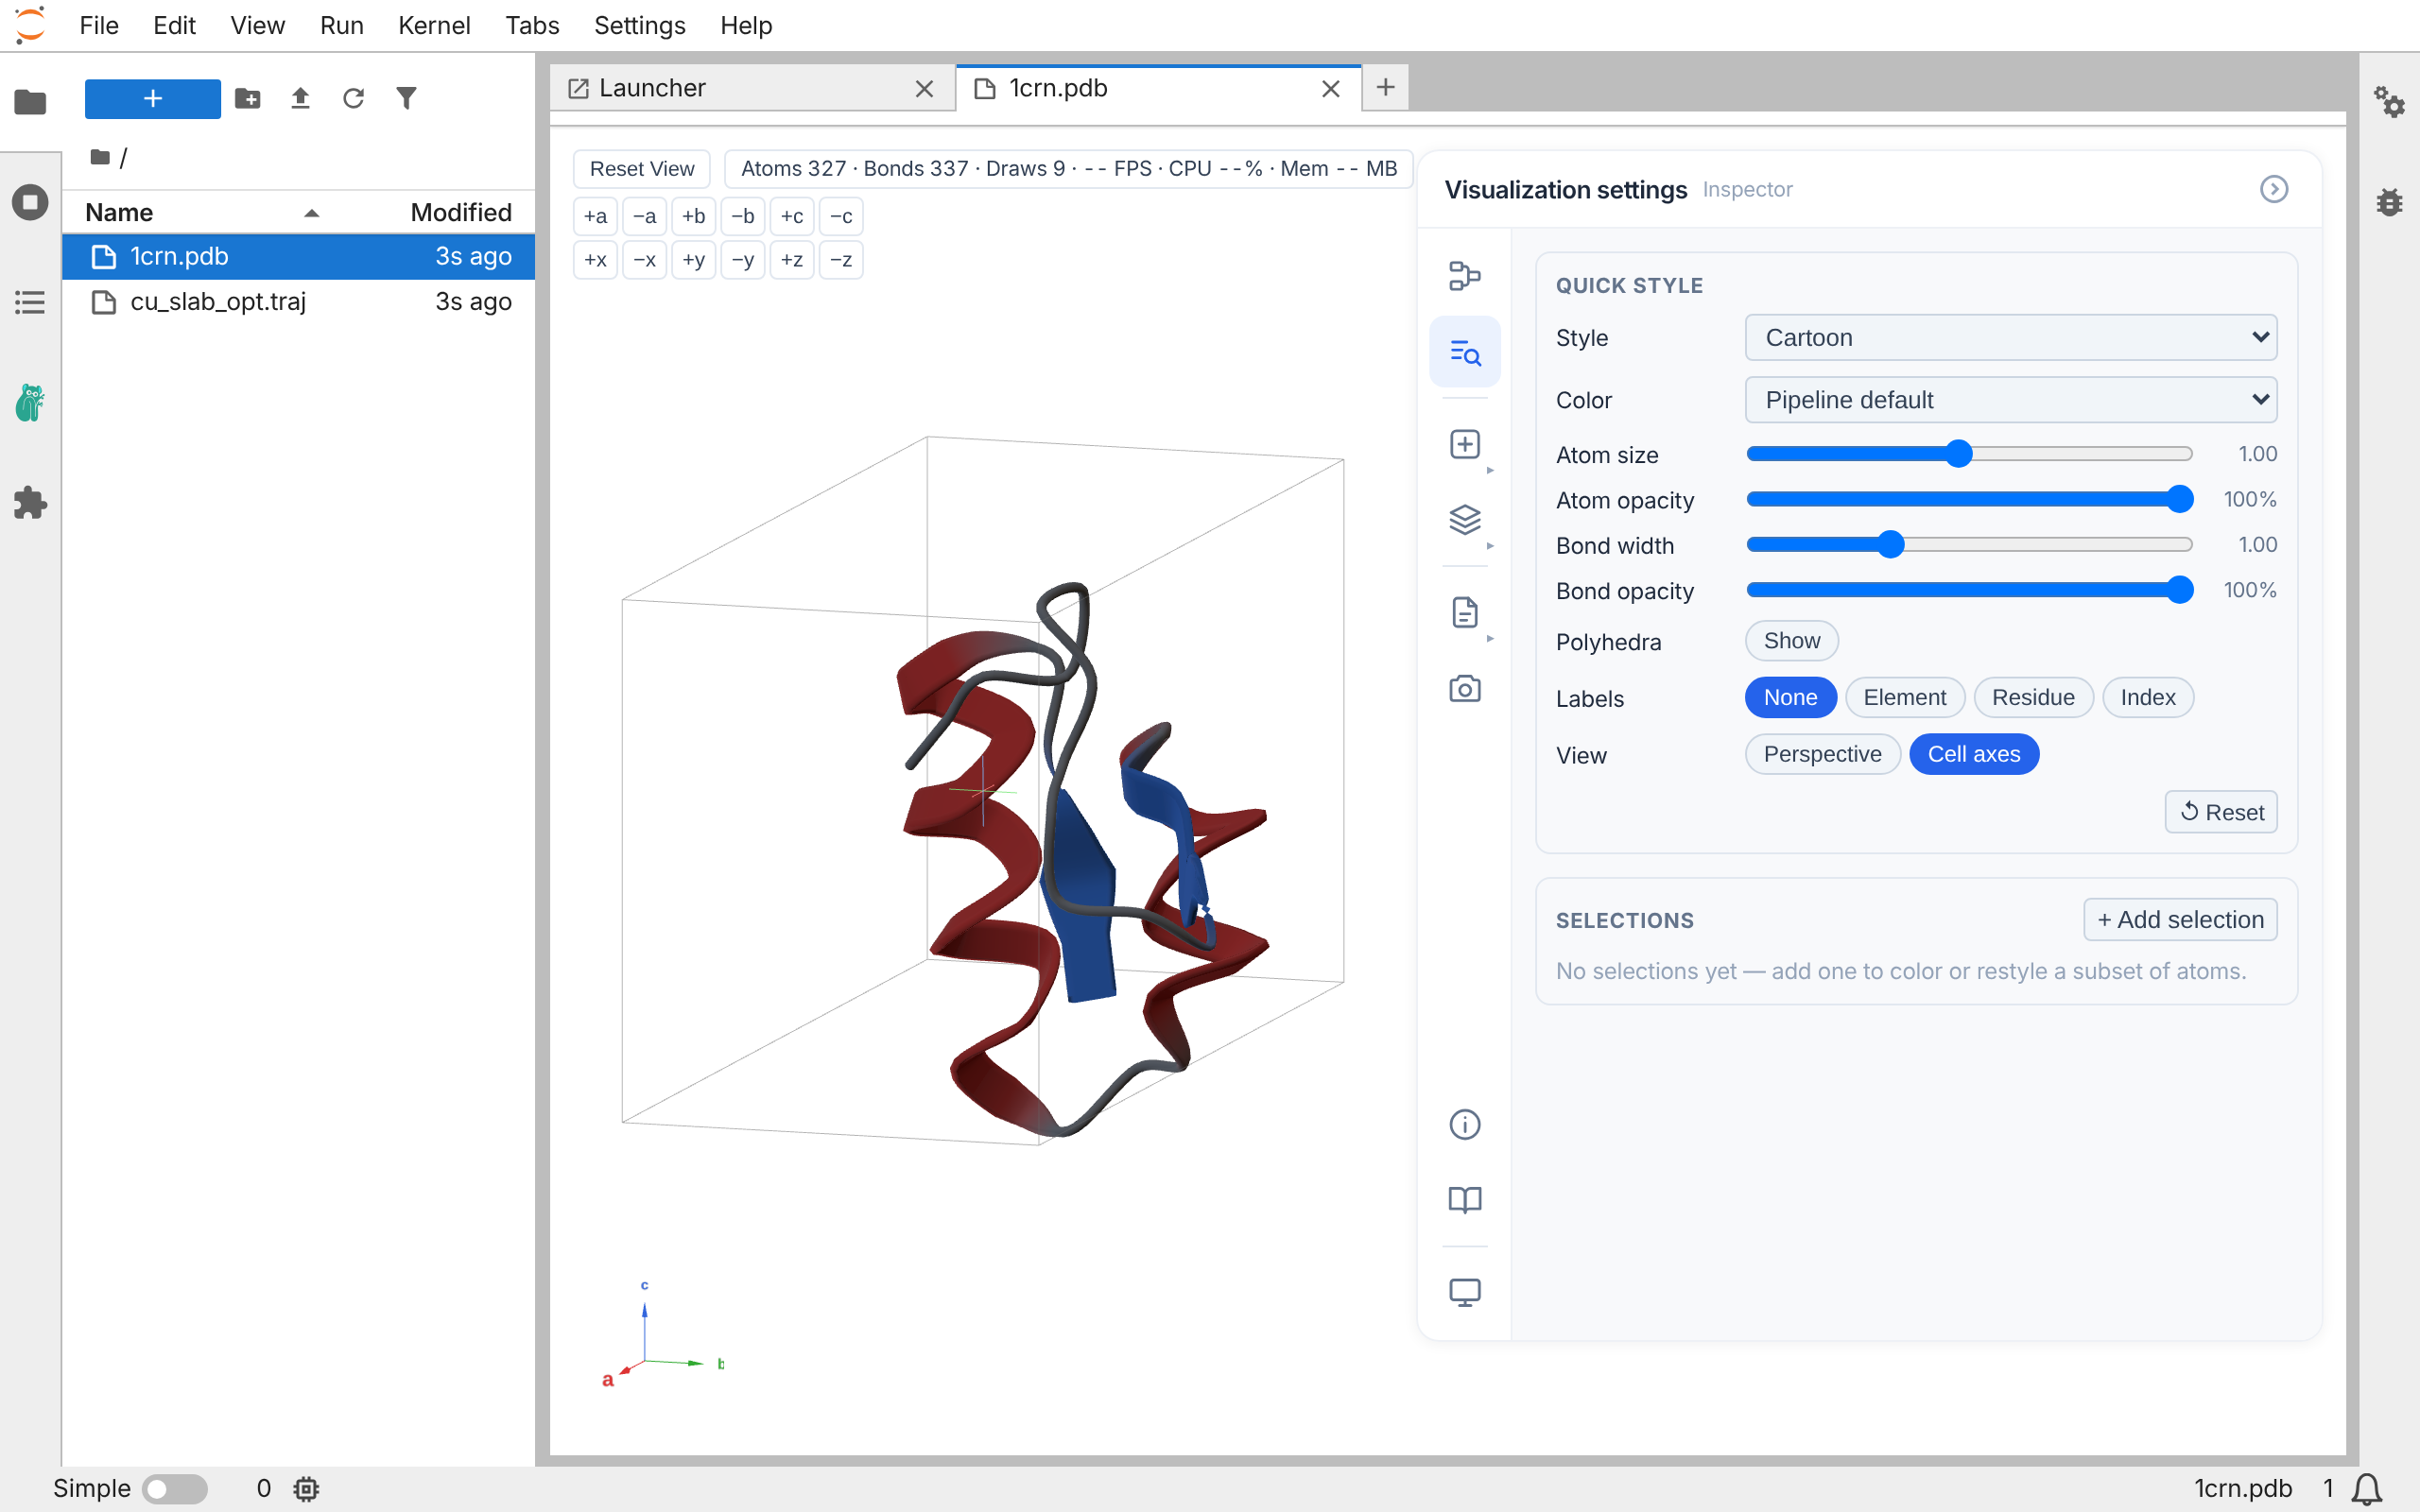 File Edit View Run Kernel Tabs Settings Help
+
/
Name Modified
1crn.pdb 3s ago
cu_slab_opt.traj 3s ago
Launcher
1crn.pdb
+
Reset View
Atoms 327 · Bonds 337 · Draws 9 · -- FPS · CPU --% · Mem -- MB
+a −a +b −b +c −c
+x −x +y −y +z −z
c
b
a
Visualization settings Inspector
QUICK STYLE
Style Cartoon
Color Pipeline default
Atom size 1.00
Atom opacity 100%
Bond width 1.00
Bond opacity 100%
Polyhedra Show
Labels None Element Residue Index
View Perspective Cell axes
Reset
SELECTIONS + Add selection
No selections yet — add one to color or restyle a subset of atoms.
Simple 0 1crn.pdb 1